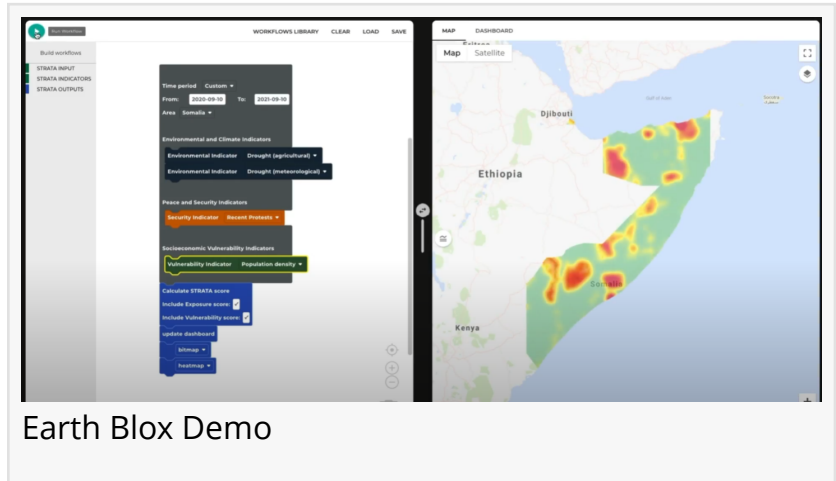 Run Workflow
WORKFLOWS LIBRARY CLEAR LOAD SAVE
Build workflows
STRATA INPUT
STRATA INDICATORS
STRATA OUTPUTS
Time period Custom
From: 2020-09-10 To: 2021-09-10
Area Somalia
Environmental and Climate Indicators
Environmental Indicator Drought (agricultural)
Environmental Indicator Drought (meteorological)
Peace and Security Indicators
Security Indicator Recent Protests
Socioeconomic Vulnerability Indicators
Vulnerability Indicator Population density
Calculate STRATA score
Include Exposure score:
Include Vulnerability score:
update dashboard
bitmap
heatmap
MAP DASHBOARD
Map Satellite
Djibouti
Gulf of Aden
Ethiopia
Somalia
Kenya
Earth Blox Demo